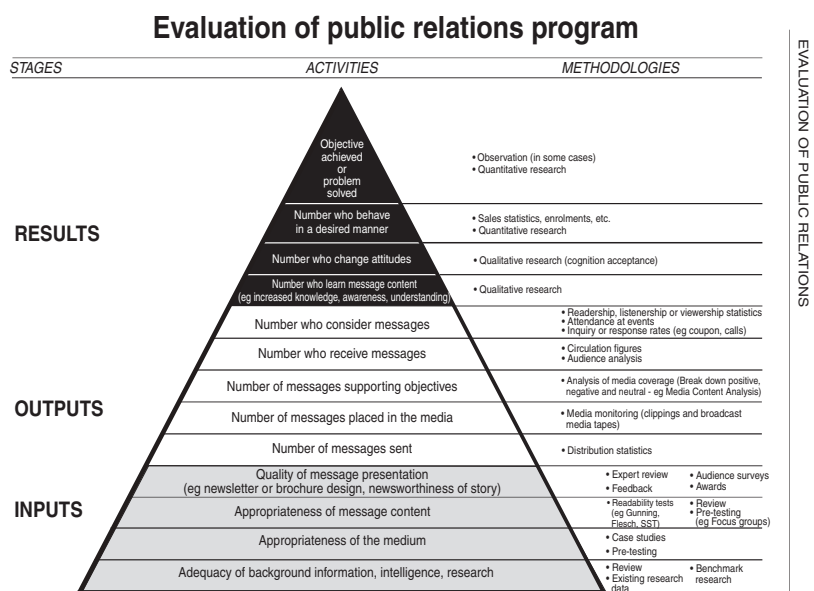 Evaluation of public relations program
STAGES ACTIVITIES METHODOLOGIES
Objective
achieved
or
problem
solved
• Observation (in some cases)
• Quantitative research
RESULTS
Number who behave
in a desired manner
• Sales statistics, enrolments, etc.
• Quantitative research
Number who change attitudes
• Qualitative research (cognition acceptance)
Number who learn message content
(eg increased knowledge, awareness, understanding)
• Qualitative research
Number who consider messages
• Readership, listenership or viewership statistics
• Attendance at events
• Inquiry or response rates (eg coupon, calls)
Number who receive messages
• Circulation figures
• Audience analysis
OUTPUTS
Number of messages supporting objectives
• Analysis of media coverage (Break down positive,
negative and neutral - eg Media Content Analysis)
Number of messages placed in the media
• Media monitoring (clippings and broadcast
media tapes)
Number of messages sent
• Distribution statistics
INPUTS
Quality of message presentation
(eg newsletter or brochure design, newsworthiness of story)
• Expert review
• Feedback
• Audience surveys
• Awards
Appropriateness of message content
• Readability tests
(eg Gunning,
Flesch, SST)
• Review
• Pre-testing
(eg Focus groups)
Appropriateness of the medium
• Case studies
• Pre-testing
Adequacy of background information, intelligence, research
• Review
• Existing research
data
• Benchmark
research
EVALUATION OF PUBLIC RELATIONS